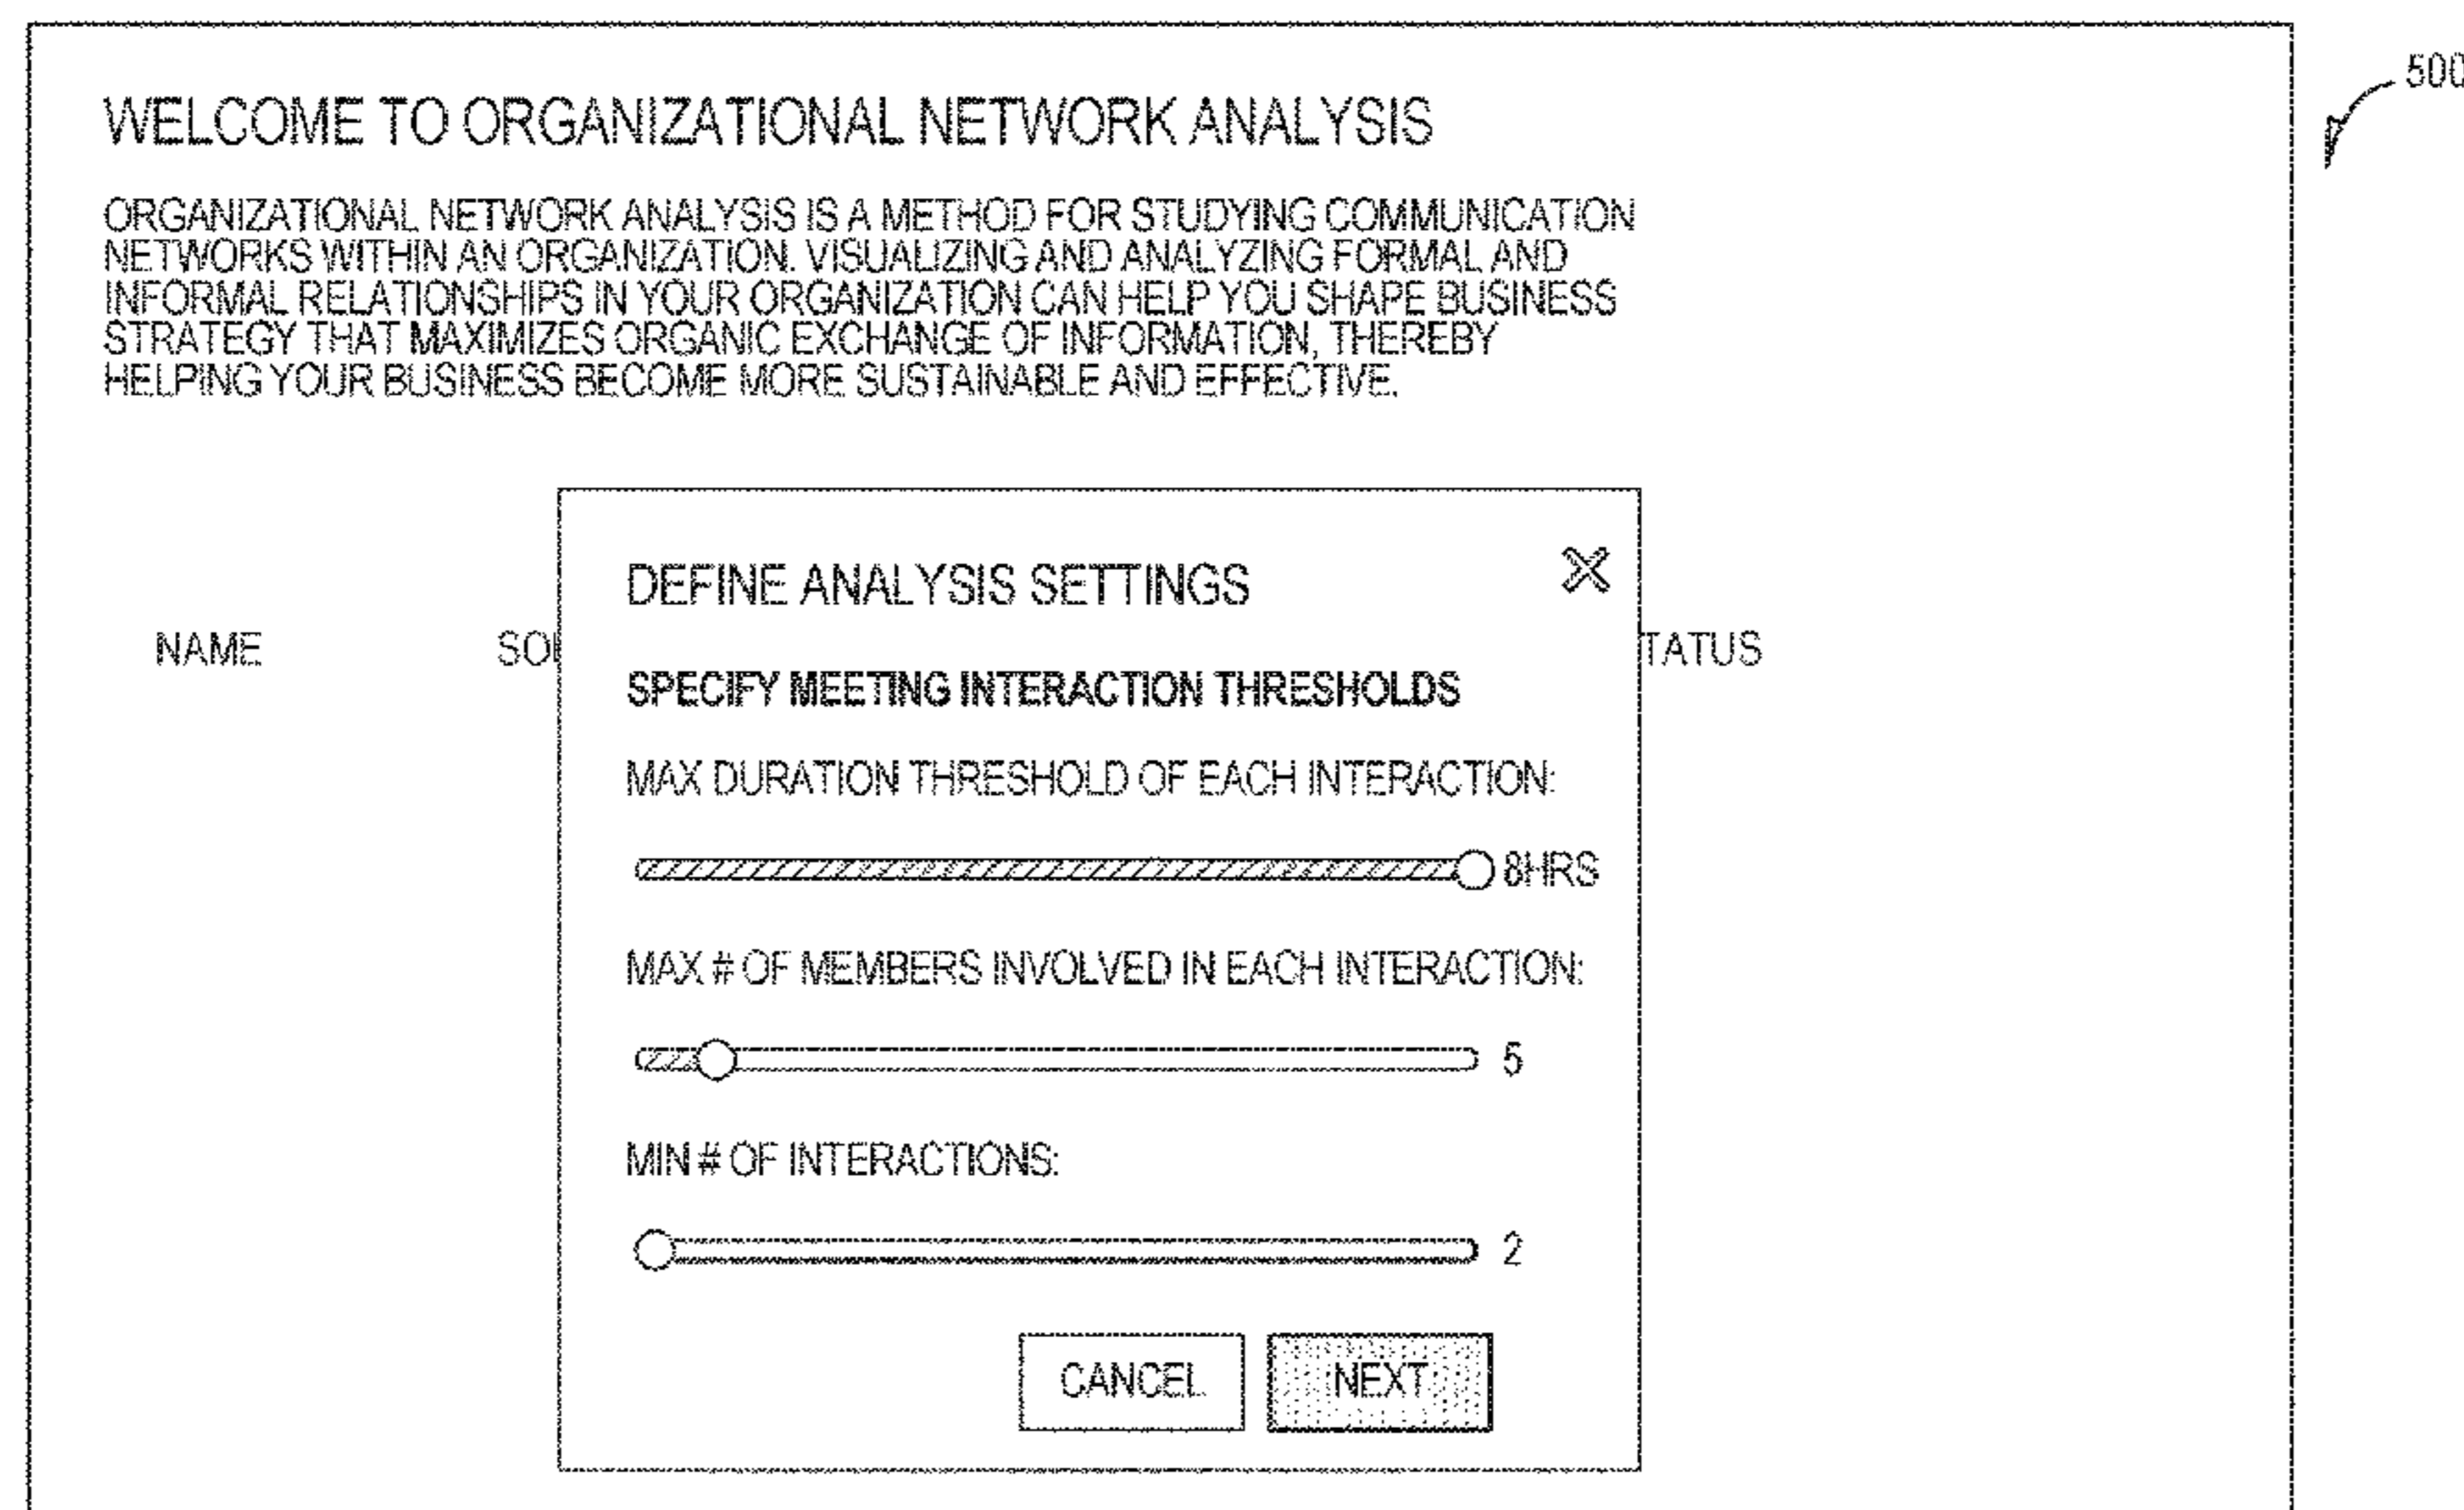 500
WELCOME TO ORGANIZATIONAL NETWORK ANALYSIS
ORGANIZATIONAL NETWORK ANALYSIS IS A METHOD FOR STUDYING COMMUNICATION
NETWORKS WITHIN AN ORGANIZATION. VISUALIZING AND ANALYZING FORMAL AND
INFORMAL RELATIONSHIPS IN YOUR ORGANIZATION CAN HELP YOU SHAPE BUSINESS
STRATEGY THAT MAXIMIZES ORGANIC EXCHANGE OF INFORMATION, THEREBY
HELPING YOUR BUSINESS BECOME MORE SUSTAINABLE AND EFFECTIVE.
NAME
TATUS
DEFINE ANALYSIS SETTINGS
SPECIFY MEETING INTERACTION THRESHOLDS
MAX DURATION THRESHOLD OF EACH INTERACTION:
8HRS
MAX # OF MEMBERS INVOLVED IN EACH INTERACTION:
5
MIN # OF INTERACTIONS:
2
CANCEL NEXT